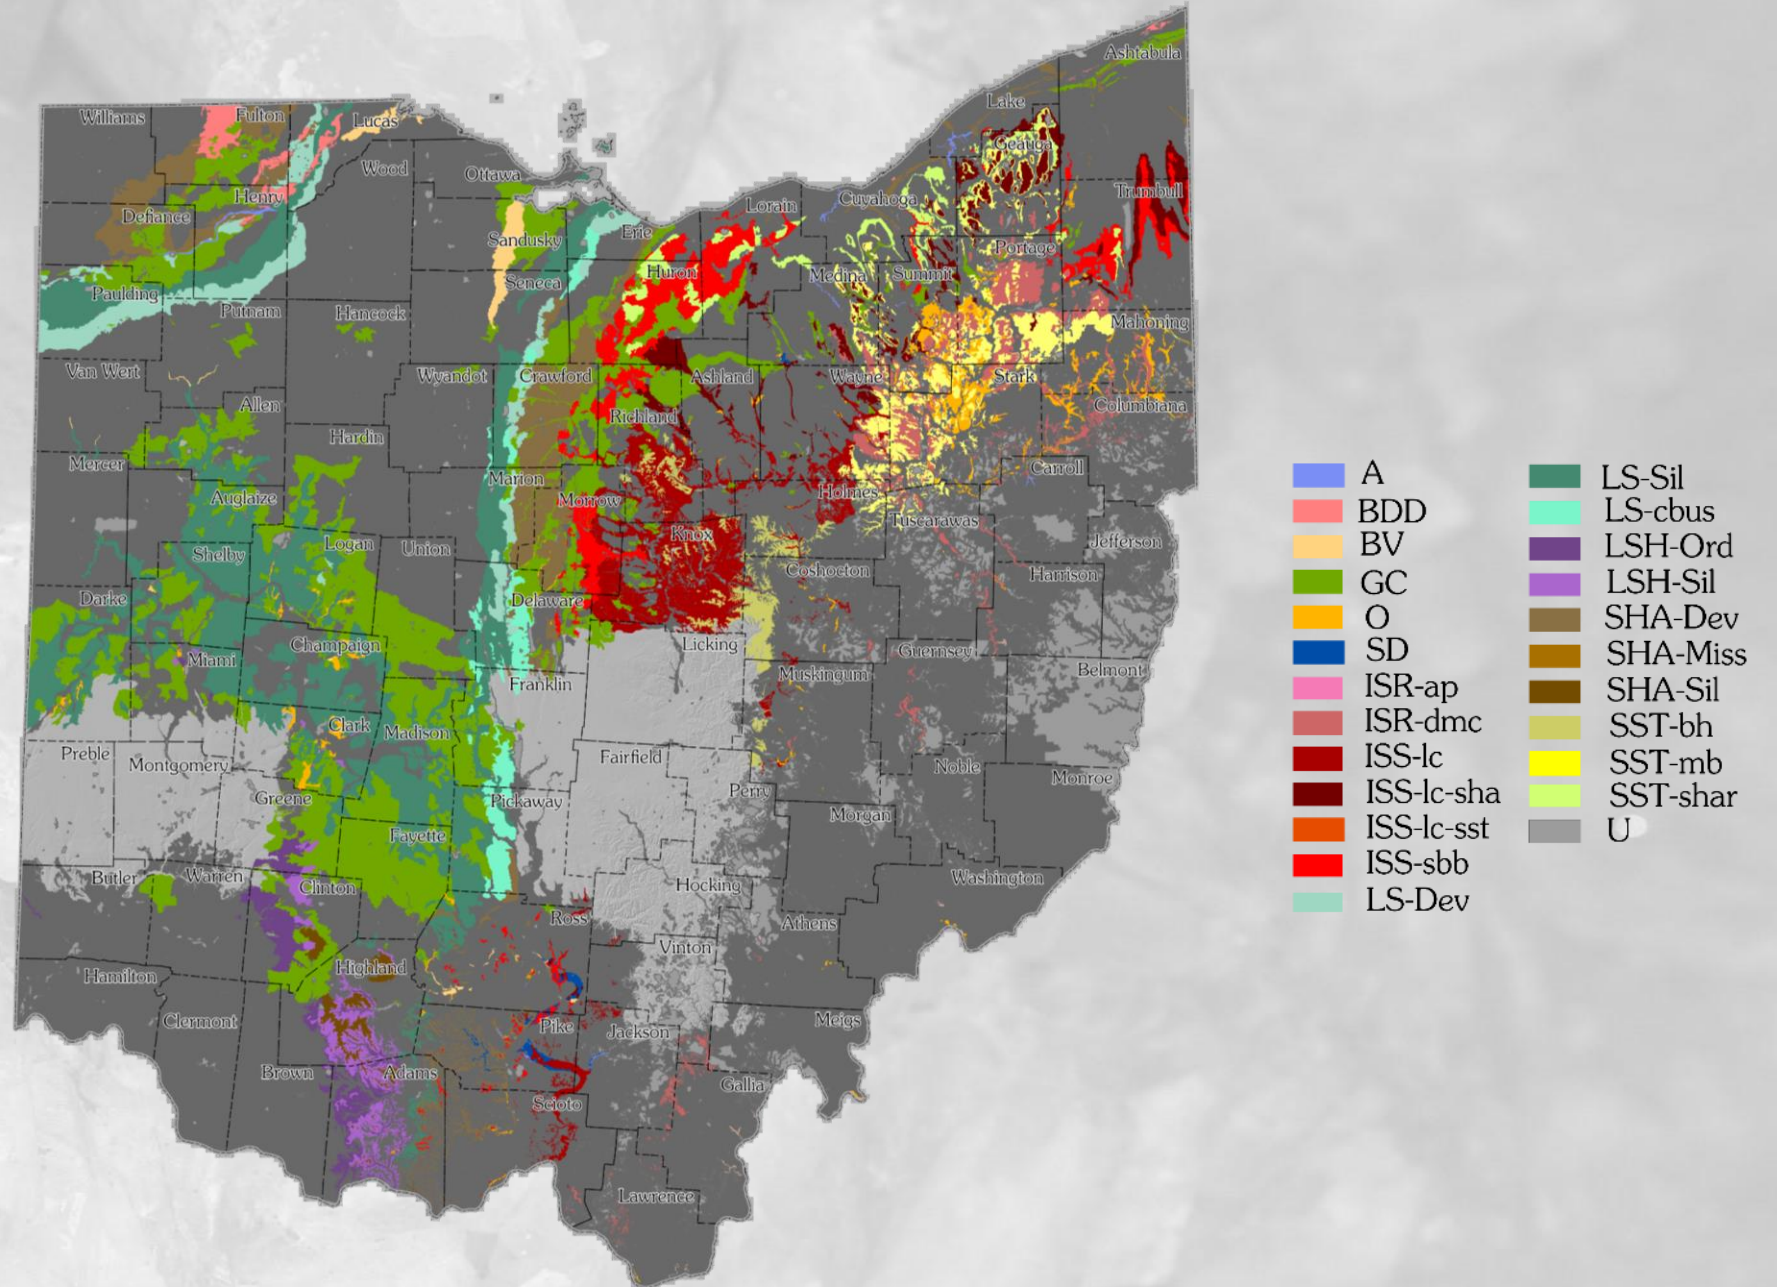 Ashtabula
Lake
Williams
Fulton
Lucas
Geauga
Wood
Ottawa
Trumbull
Henry
Cuyahoga
Lorain
Defiance
Erie
Sandusky
Portage
Huron
Medina
Summit
Seneca
Paulding
Putnam
Hancock
Mahoning
Van Wert
Wyandot
Crawford
Ashland
Wayne
Stark
Allen
Columbiana
Richland
Hardin
Mercer
Carroll
Marion
Holmes
Auglaize
Morrow
Tuscarawas
Knox
Jefferson
Logan
Union
Shelby
Coshocton
Harrison
Darke
Delaware
Champaign
Licking
Guernsey
Miami
Belmont
Muskingum
Franklin
Clark
Madison
Preble
Montgomery
Fairfield
Noble
Monroe
Perry
Greene
Pickaway
Morgan
Fayette
Butler
Warren
Clinton
Hocking
Washington
Ross
Athens
Vinton
Highland
Hamilton
Clermont
Pike
Jackson
Meigs
Brown
Adams
Gallia
Scioto
Lawrence
A
BDD
BV
GC
O
SD
ISR-ap
ISR-dmc
ISS-lc
ISS-lc-sha
ISS-lc-sst
ISS-sbb
LS-Dev
LS-Sil
LS-cbus
LSH-Ord
LSH-Sil
SHA-Dev
SHA-Miss
SHA-Sil
SST-bh
SST-mb
SST-shar
U